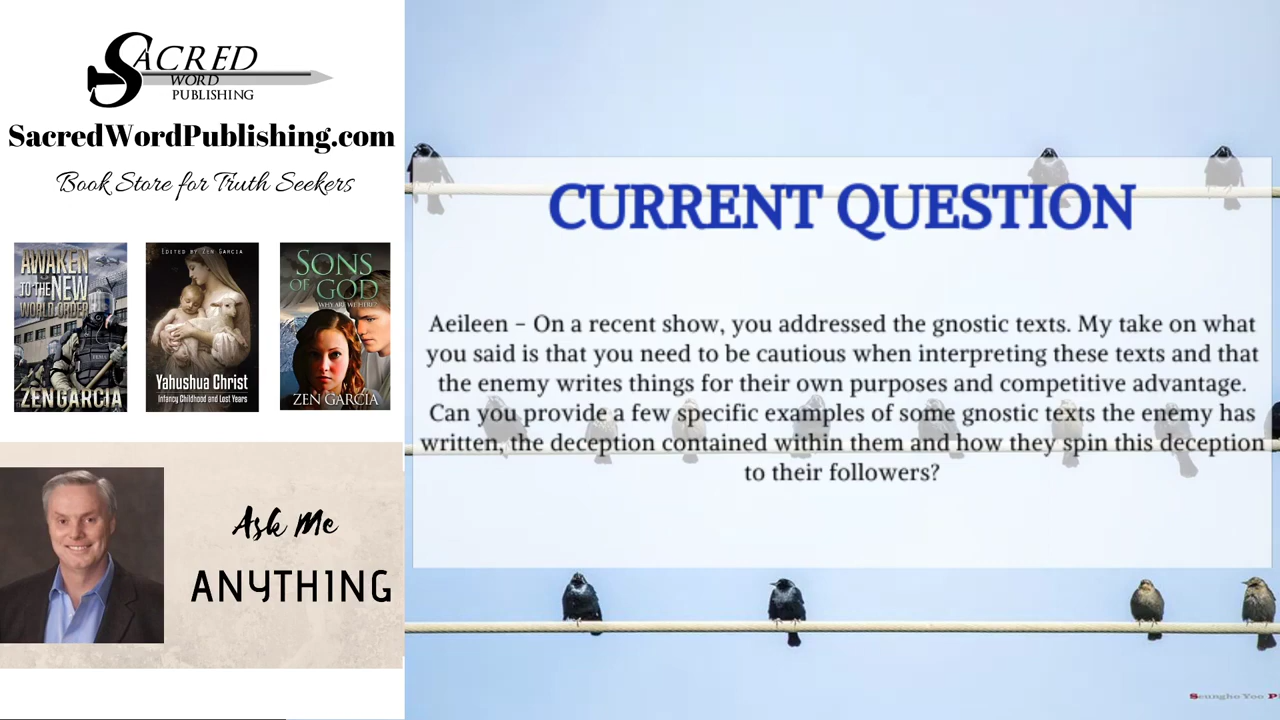 SACRED
WORD
PUBLISHING
SacredWordPublishing.com
Book Store for Truth Seekers
AWAKEN
TO THE NEW
WORLD ORDER
ZEN GARCIA
EDITED BY ZEN GARCIA
Yahushua Christ
Infancy Childhood and Lost Years
SONS
OF GOD
WHY ARE WE HERE?
ZEN GARCIA
Ask Me
ANYTHING
CURRENT QUESTION
Aeileen - On a recent show, you addressed the gnostic texts. My take on what
you said is that you need to be cautious when interpreting these texts and that
the enemy writes things for their own purposes and competitive advantage.
Can you provide a few specific examples of some gnostic texts the enemy has
written, the deception contained within them and how they spin this deception
to their followers?
Seungho Yoo P